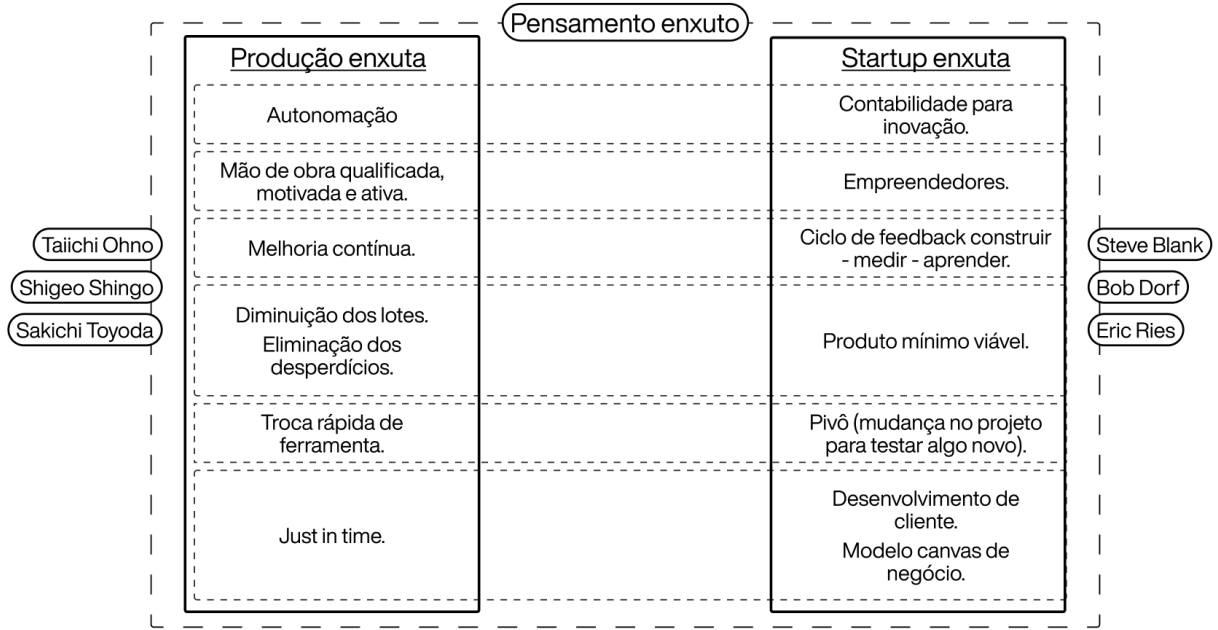 Pensamento enxuto
Produção enxuta
Startup enxuta
Autonomação
Contabilidade para
inovação.
Mão de obra qualificada,
motivada e ativa.
Empreendedores.
Melhoria contínua.
Ciclo de feedback construir
- medir - aprender.
Taiichi Ohno
Shigeo Shingo
Sakichi Toyoda
Steve Blank
Bob Dorf
Eric Ries
Diminuição dos lotes.
Eliminação dos
desperdícios.
Produto mínimo viável.
Troca rápida de
ferramenta.
Pivô (mudança no projeto
para testar algo novo).
Just in time.
Desenvolvimento de
cliente.
Modelo canvas de
negócio.